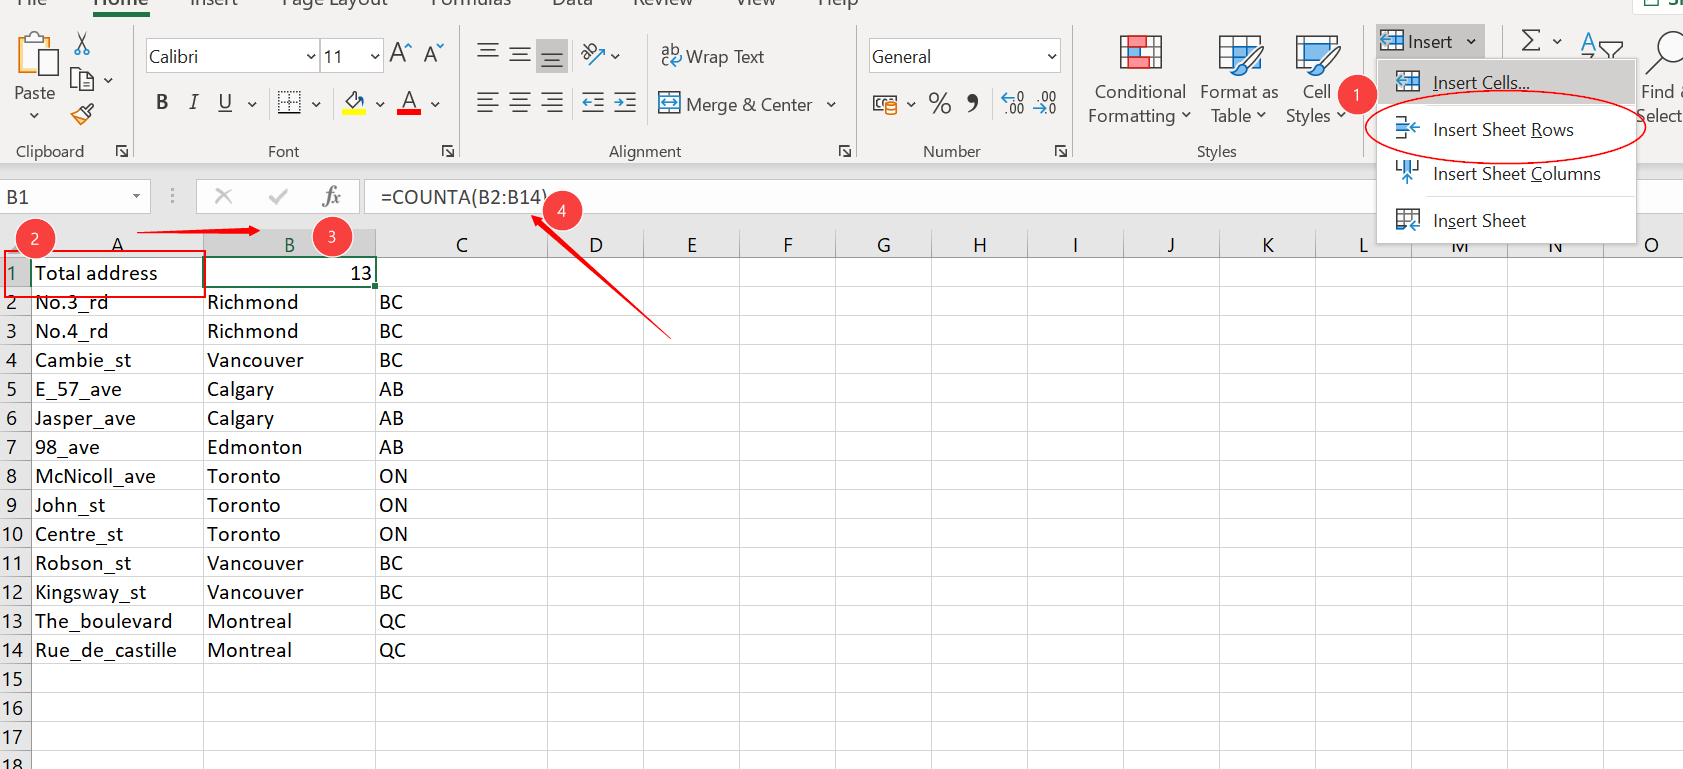 File Home Insert Page Layout Formulas Data Review View Help
Calibri 11 A A General Insert
Paste Wrap Text Conditional Format as Cell 1 Insert Cells... Find &
B I U A Merge & Center % Formatting Table Styles Insert Sheet Rows Select
Clipboard Font Alignment Number Styles
Insert Sheet Columns
B1 fx =COUNTA(B2:B14) 4 Insert Sheet
2 3
A B C D E F G H I J K L M N O
1 Total address 13
2 No.3_rd Richmond BC
3 No.4_rd Richmond BC
4 Cambie_st Vancouver BC
5 E_57_ave Calgary AB
6 Jasper_ave Calgary AB
7 98_ave Edmonton AB
8 McNicoll_ave Toronto ON
9 John_st Toronto ON
10 Centre_st Toronto ON
11 Robson_st Vancouver BC
12 Kingsway_st Vancouver BC
13 The_boulevard Montreal QC
14 Rue_de_castille Montreal QC
15
16
17
18